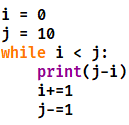 i = 0
j = 10
while i < j:
    print(j-i)
    i+=1
    j-=1